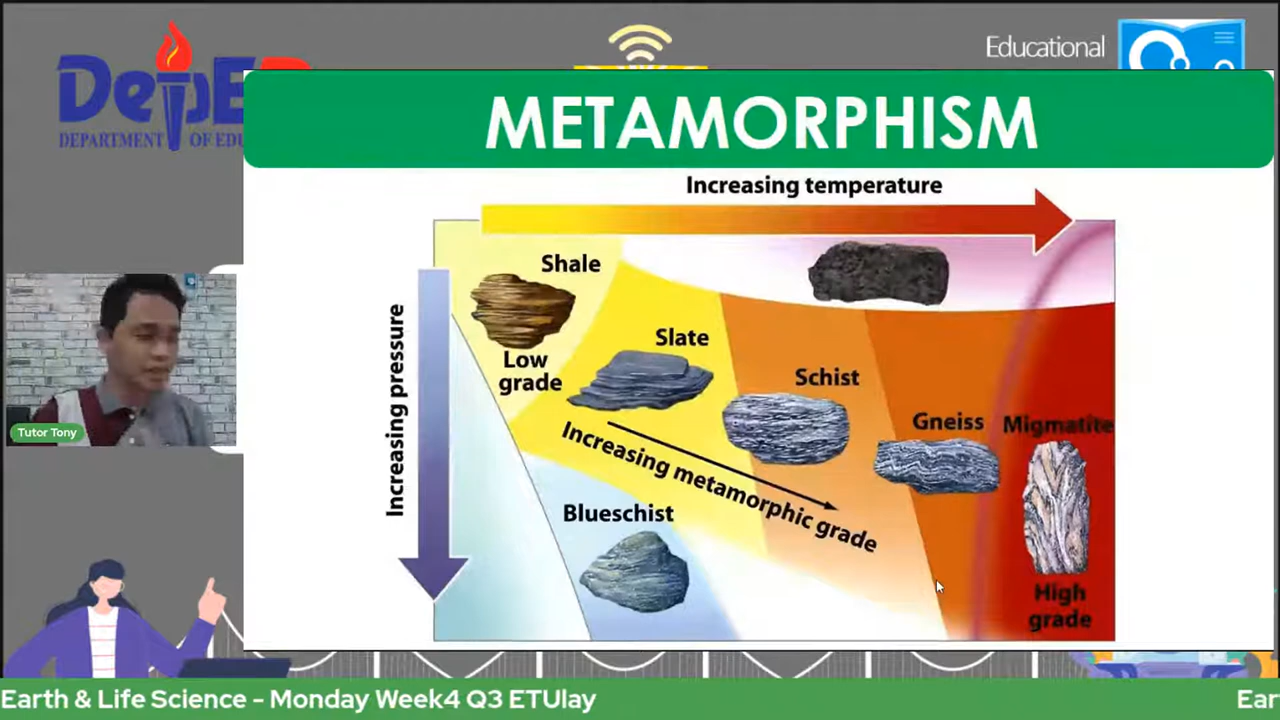 DepED
DEPARTMENT OF EDU
Educational
METAMORPHISM
Increasing temperature
Increasing pressure
Shale
Low
grade
Slate
Schist
Gneiss
Migmatite
Increasing metamorphic grade
Blueschist
High
grade
Tutor Tony
Earth & Life Science - Monday Week4 Q3 ETUlay
Ear